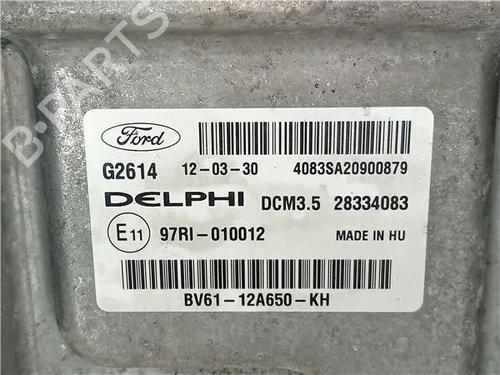 B-PARTS
Ford
G2614 12-03-30 4083SA20900879
DELPHI DCM3.5 28334083
E11 97RI-010012 MADE IN HU
BV61-12A650-KH